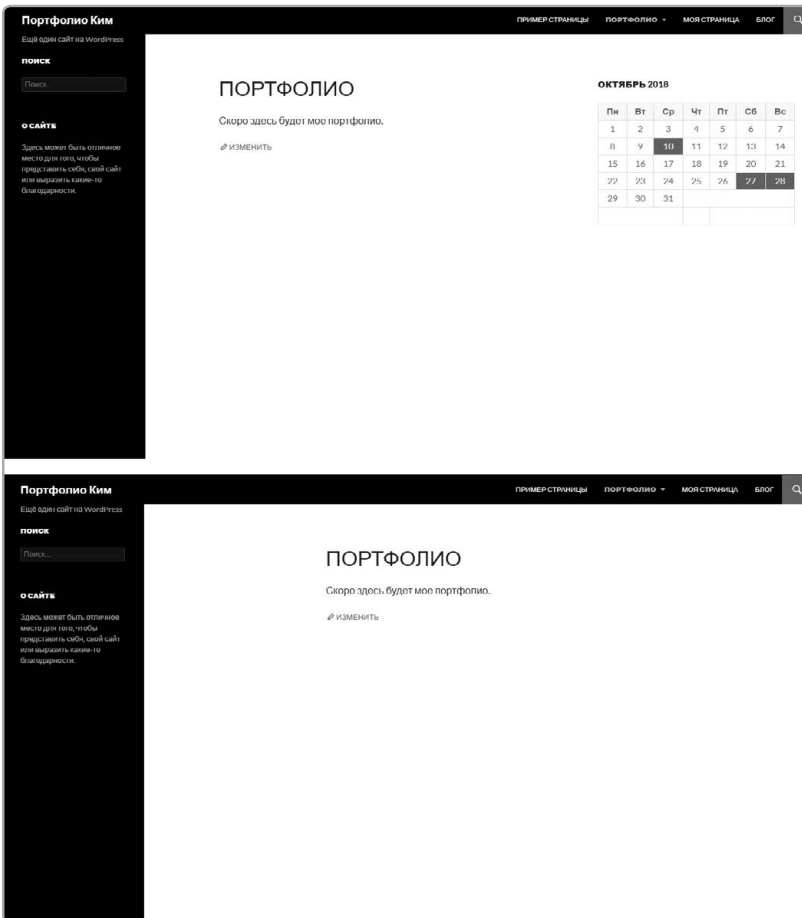 Портфолио Ким
ПРИМЕР СТРАНИЦЫ ПОРТФОЛИО МОЯ СТРАНИЦА БЛОГ
Ещё один сайт на WordPress
ПОИСК
Поиск...
О САЙТЕ
Здесь может быть отличное
место для того, чтобы
представить себя, свой сайт
или выразить какие-то
благодарности.
ПОРТФОЛИО
Скоро здесь будет мое портфолио.
ИЗМЕНИТЬ
ОКТЯБРЬ 2018
Пн Вт Ср Чт Пт Сб Вс
1 2 3 4 5 6 7
8 9 10 11 12 13 14
15 16 17 18 19 20 21
22 23 24 25 26 27 28
29 30 31
Портфолио Ким
ПРИМЕР СТРАНИЦЫ ПОРТФОЛИО МОЯ СТРАНИЦА БЛОГ
Ещё один сайт на WordPress
ПОИСК
Поиск...
О САЙТЕ
Здесь может быть отличное
место для того, чтобы
представить себя, свой сайт
или выразить какие-то
благодарности.
ПОРТФОЛИО
Скоро здесь будет мое портфолио.
ИЗМЕНИТЬ